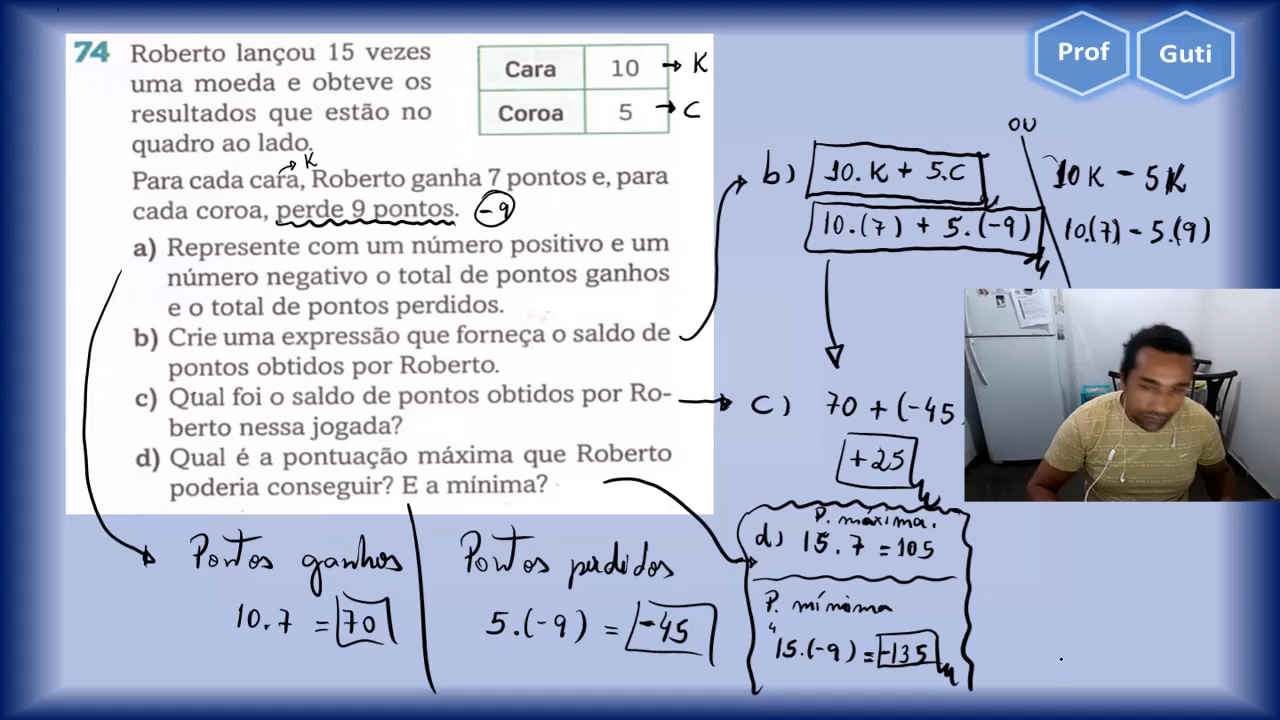 Prof Guti
74 Roberto lançou 15 vezes
uma moeda e obteve os
resultados que estão no
quadro ao lado.
Cara 10 → K
Coroa 5 → C
K
Para cada cara, Roberto ganha 7 pontos e, para
cada coroa, perde 9 pontos. -9
a) Represente com um número positivo e um
número negativo o total de pontos ganhos
e o total de pontos perdidos.
b) Crie uma expressão que forneça o saldo de
pontos obtidos por Roberto.
c) Qual foi o saldo de pontos obtidos por Ro-
berto nessa jogada?
d) Qual é a pontuação máxima que Roberto
poderia conseguir? E a mínima?
Pontos ganhos
10.7 = 70
Pontos perdidos
5.(-9) = -45
OU
b) 10.K + 5.C
10.(7) + 5.(-9)
10K - 5K
10.(7) - 5.(9)
c) 70 + (-45
+25
P. máxima.
d) 15.7 = 105
P. mínima
15.(-9) = -135